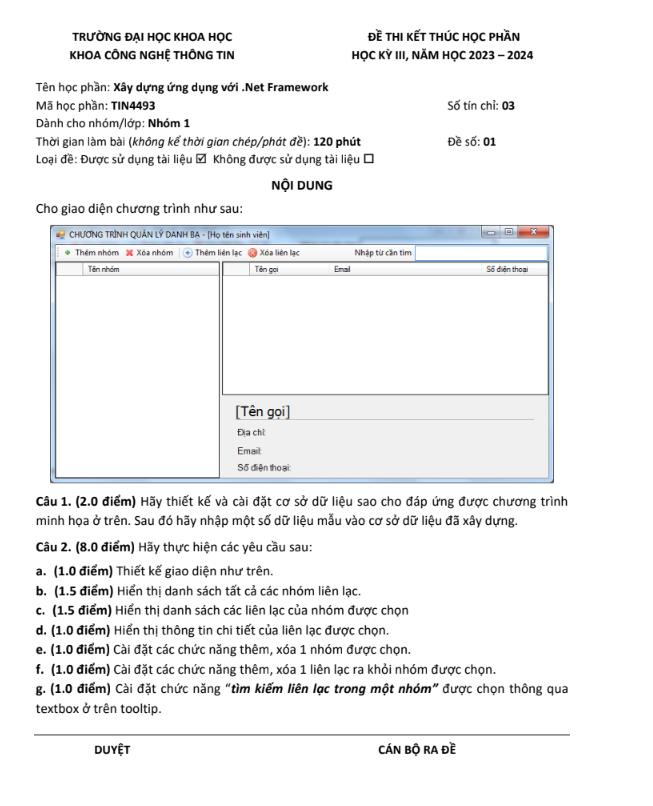 TRƯỜNG ĐẠI HỌC KHOA HỌC
KHOA CÔNG NGHỆ THÔNG TIN
ĐỀ THI KẾT THÚC HỌC PHẦN
HỌC KỲ III, NĂM HỌC 2023 – 2024
Tên học phần: Xây dựng ứng dụng với .Net Framework
Mã học phần: TIN4493 Số tín chỉ: 03
Dành cho nhóm/lớp: Nhóm 1
Thời gian làm bài (không kể thời gian chép/phát đề): 120 phút Đề số: 01
Loại đề: Được sử dụng tài liệu ☑ Không được sử dụng tài liệu ☐
NỘI DUNG
Cho giao diện chương trình như sau:
CHƯƠNG TRÌNH QUẢN LÝ DANH BẠ - [Họ tên sinh viên]
Thêm nhóm Xóa nhóm Thêm liên lạc Xóa liên lạc Nhập từ cần tìm
Tên nhóm Tên gọi Email Số điện thoại
[Tên gọi]
Địa chỉ:
Email:
Số điện thoại:
Câu 1. (2.0 điểm) Hãy thiết kế và cài đặt cơ sở dữ liệu sao cho đáp ứng được chương trình
minh họa ở trên. Sau đó hãy nhập một số dữ liệu mẫu vào cơ sở dữ liệu đã xây dựng.
Câu 2. (8.0 điểm) Hãy thực hiện các yêu cầu sau:
a. (1.0 điểm) Thiết kế giao diện như trên.
b. (1.5 điểm) Hiển thị danh sách tất cả các nhóm liên lạc.
c. (1.5 điểm) Hiển thị danh sách các liên lạc của nhóm được chọn
d. (1.0 điểm) Hiển thị thông tin chi tiết của liên lạc được chọn.
e. (1.0 điểm) Cài đặt các chức năng thêm, xóa 1 nhóm được chọn.
f. (1.0 điểm) Cài đặt các chức năng thêm, xóa 1 liên lạc ra khỏi nhóm được chọn.
g. (1.0 điểm) Cài đặt chức năng “tìm kiếm liên lạc trong một nhóm” được chọn thông qua
textbox ở trên tooltip.
DUYỆT CÁN BỘ RA ĐỀ